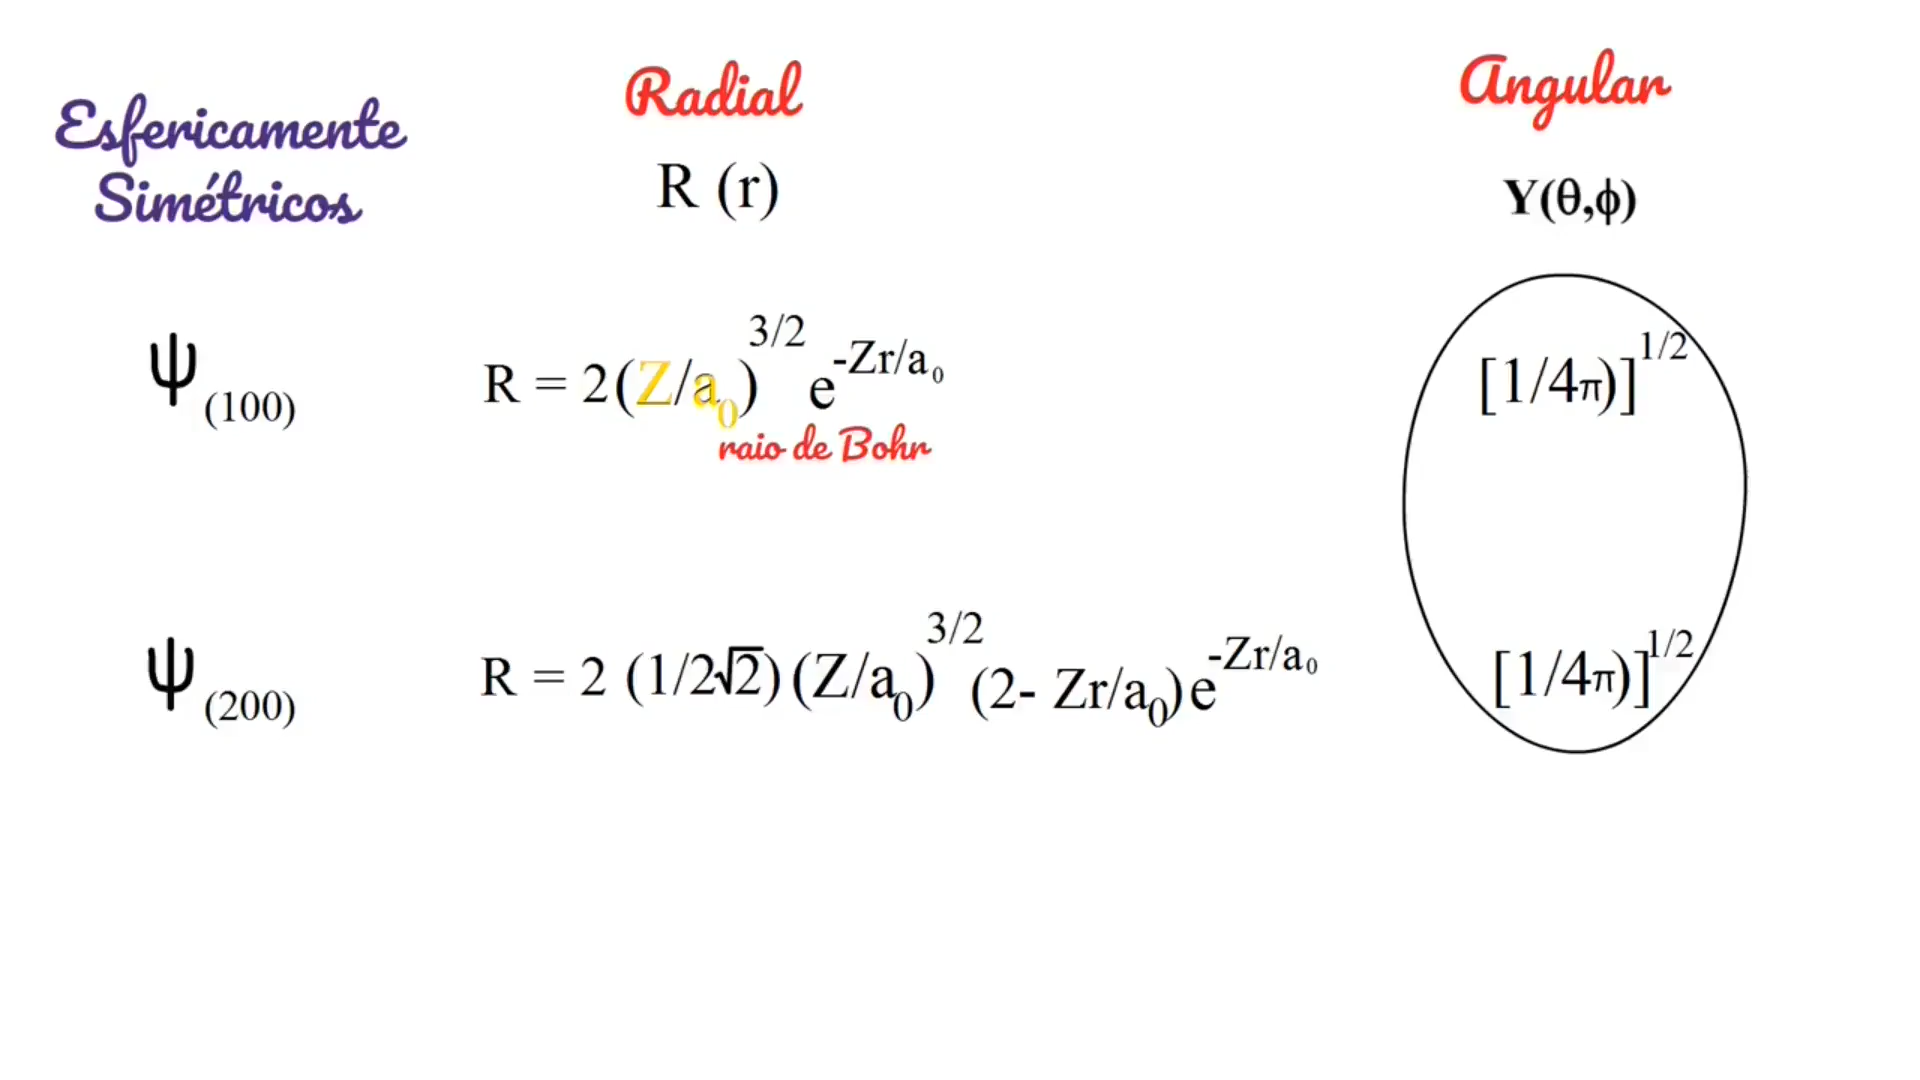 Esfericamente
Simétricos
Radial
R (r)
Angular
Y(θ,ϕ)
ψ(100)
R = 2(Z/a₀)^3/2 e^-Zr/a₀
raio de Bohr
[1/4π)]^1/2
ψ(200)
R = 2 (1/2√2) (Z/a₀)^3/2 (2- Zr/a₀) e^-Zr/a₀
[1/4π)]^1/2